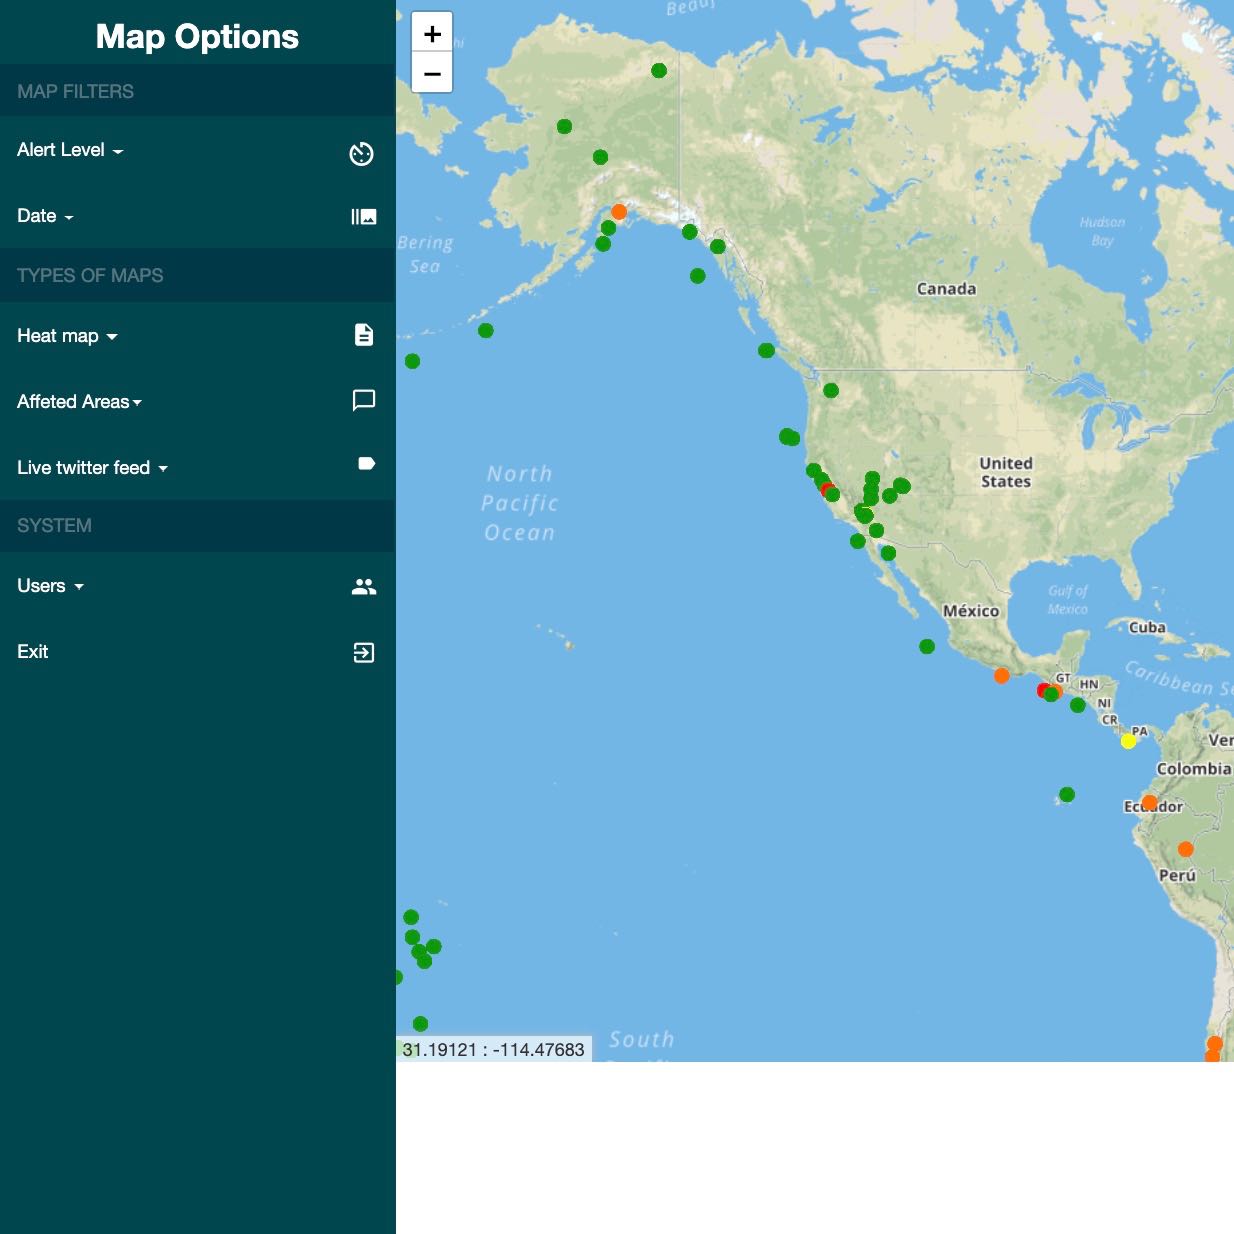 Map Options
MAP FILTERS
Alert Level
Date
TYPES OF MAPS
Heat map
Affeted Areas
Live twitter feed
SYSTEM
Users
Exit
+
−
Hudson
Bay
Bering
Sea
Canada
North
Pacific
Ocean
United
States
Gulf of
Mexico
México
Cuba
Caribbean Se
GT
HN
NI
CR
PA
Ver
Colombia
Ecuador
Perú
South
31.19121 : -114.47683